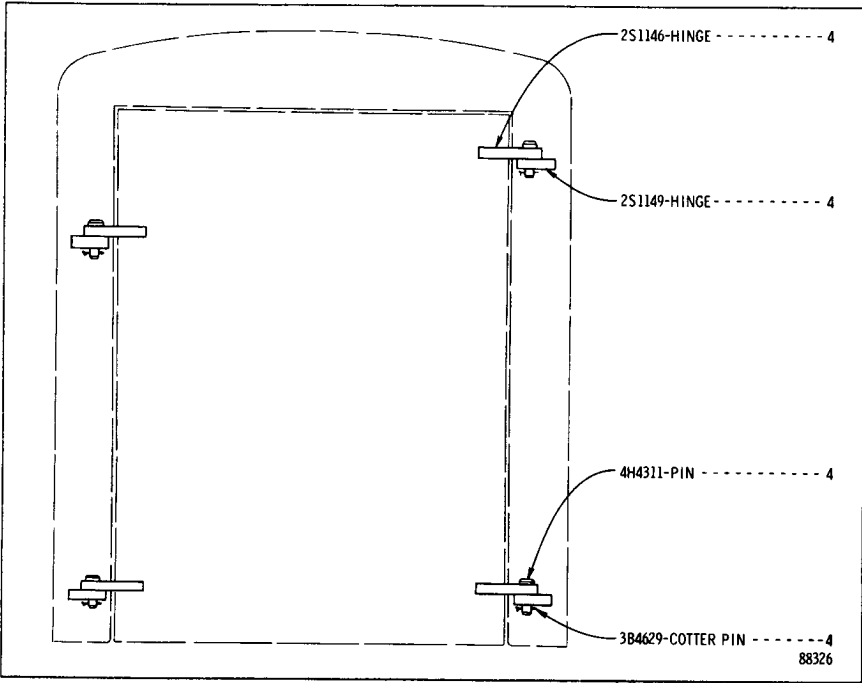 2S1146-HINGE - - - - - - - - - - - 4
2S1149-HINGE - - - - - - - - - - - 4
4H4311-PIN - - - - - - - - - - - - 4
3B4629-COTTER PIN - - - - - - - 4
88326